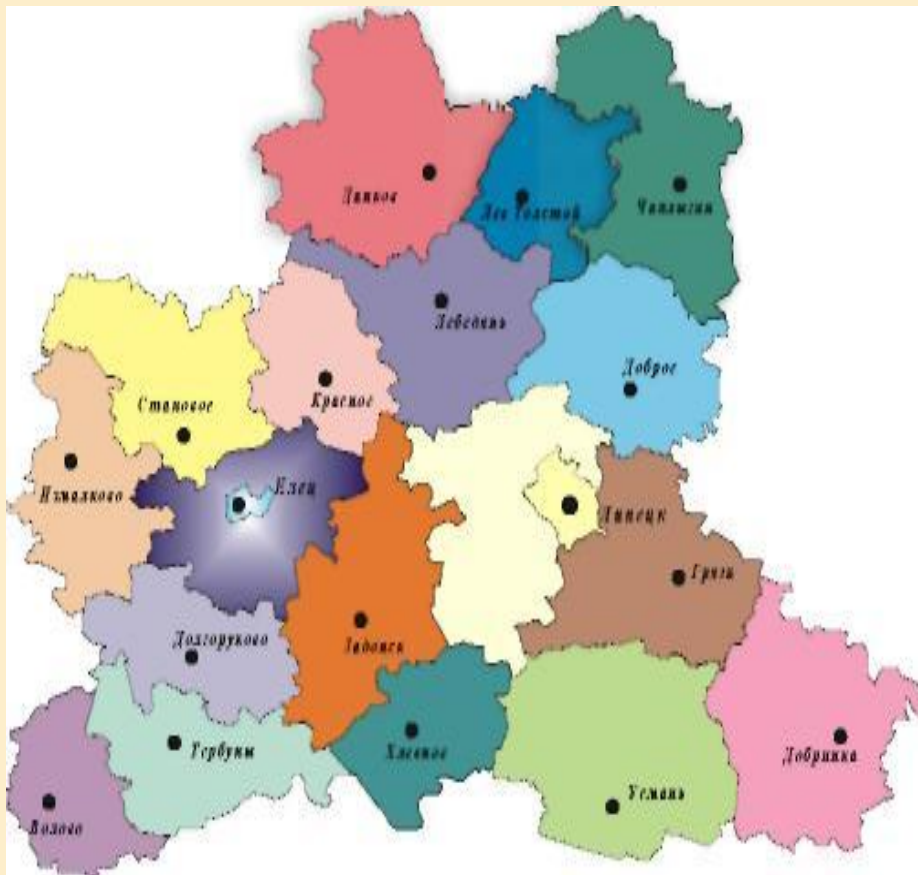 Данков
Лев Толстой
Чаплыгин
Лебедянь
Доброе
Красное
Становое
Измалково
Елец
Липецк
Грязи
Долгоруково
Задонск
Тербуны
Хлевное
Добринка
Усмань
Волово